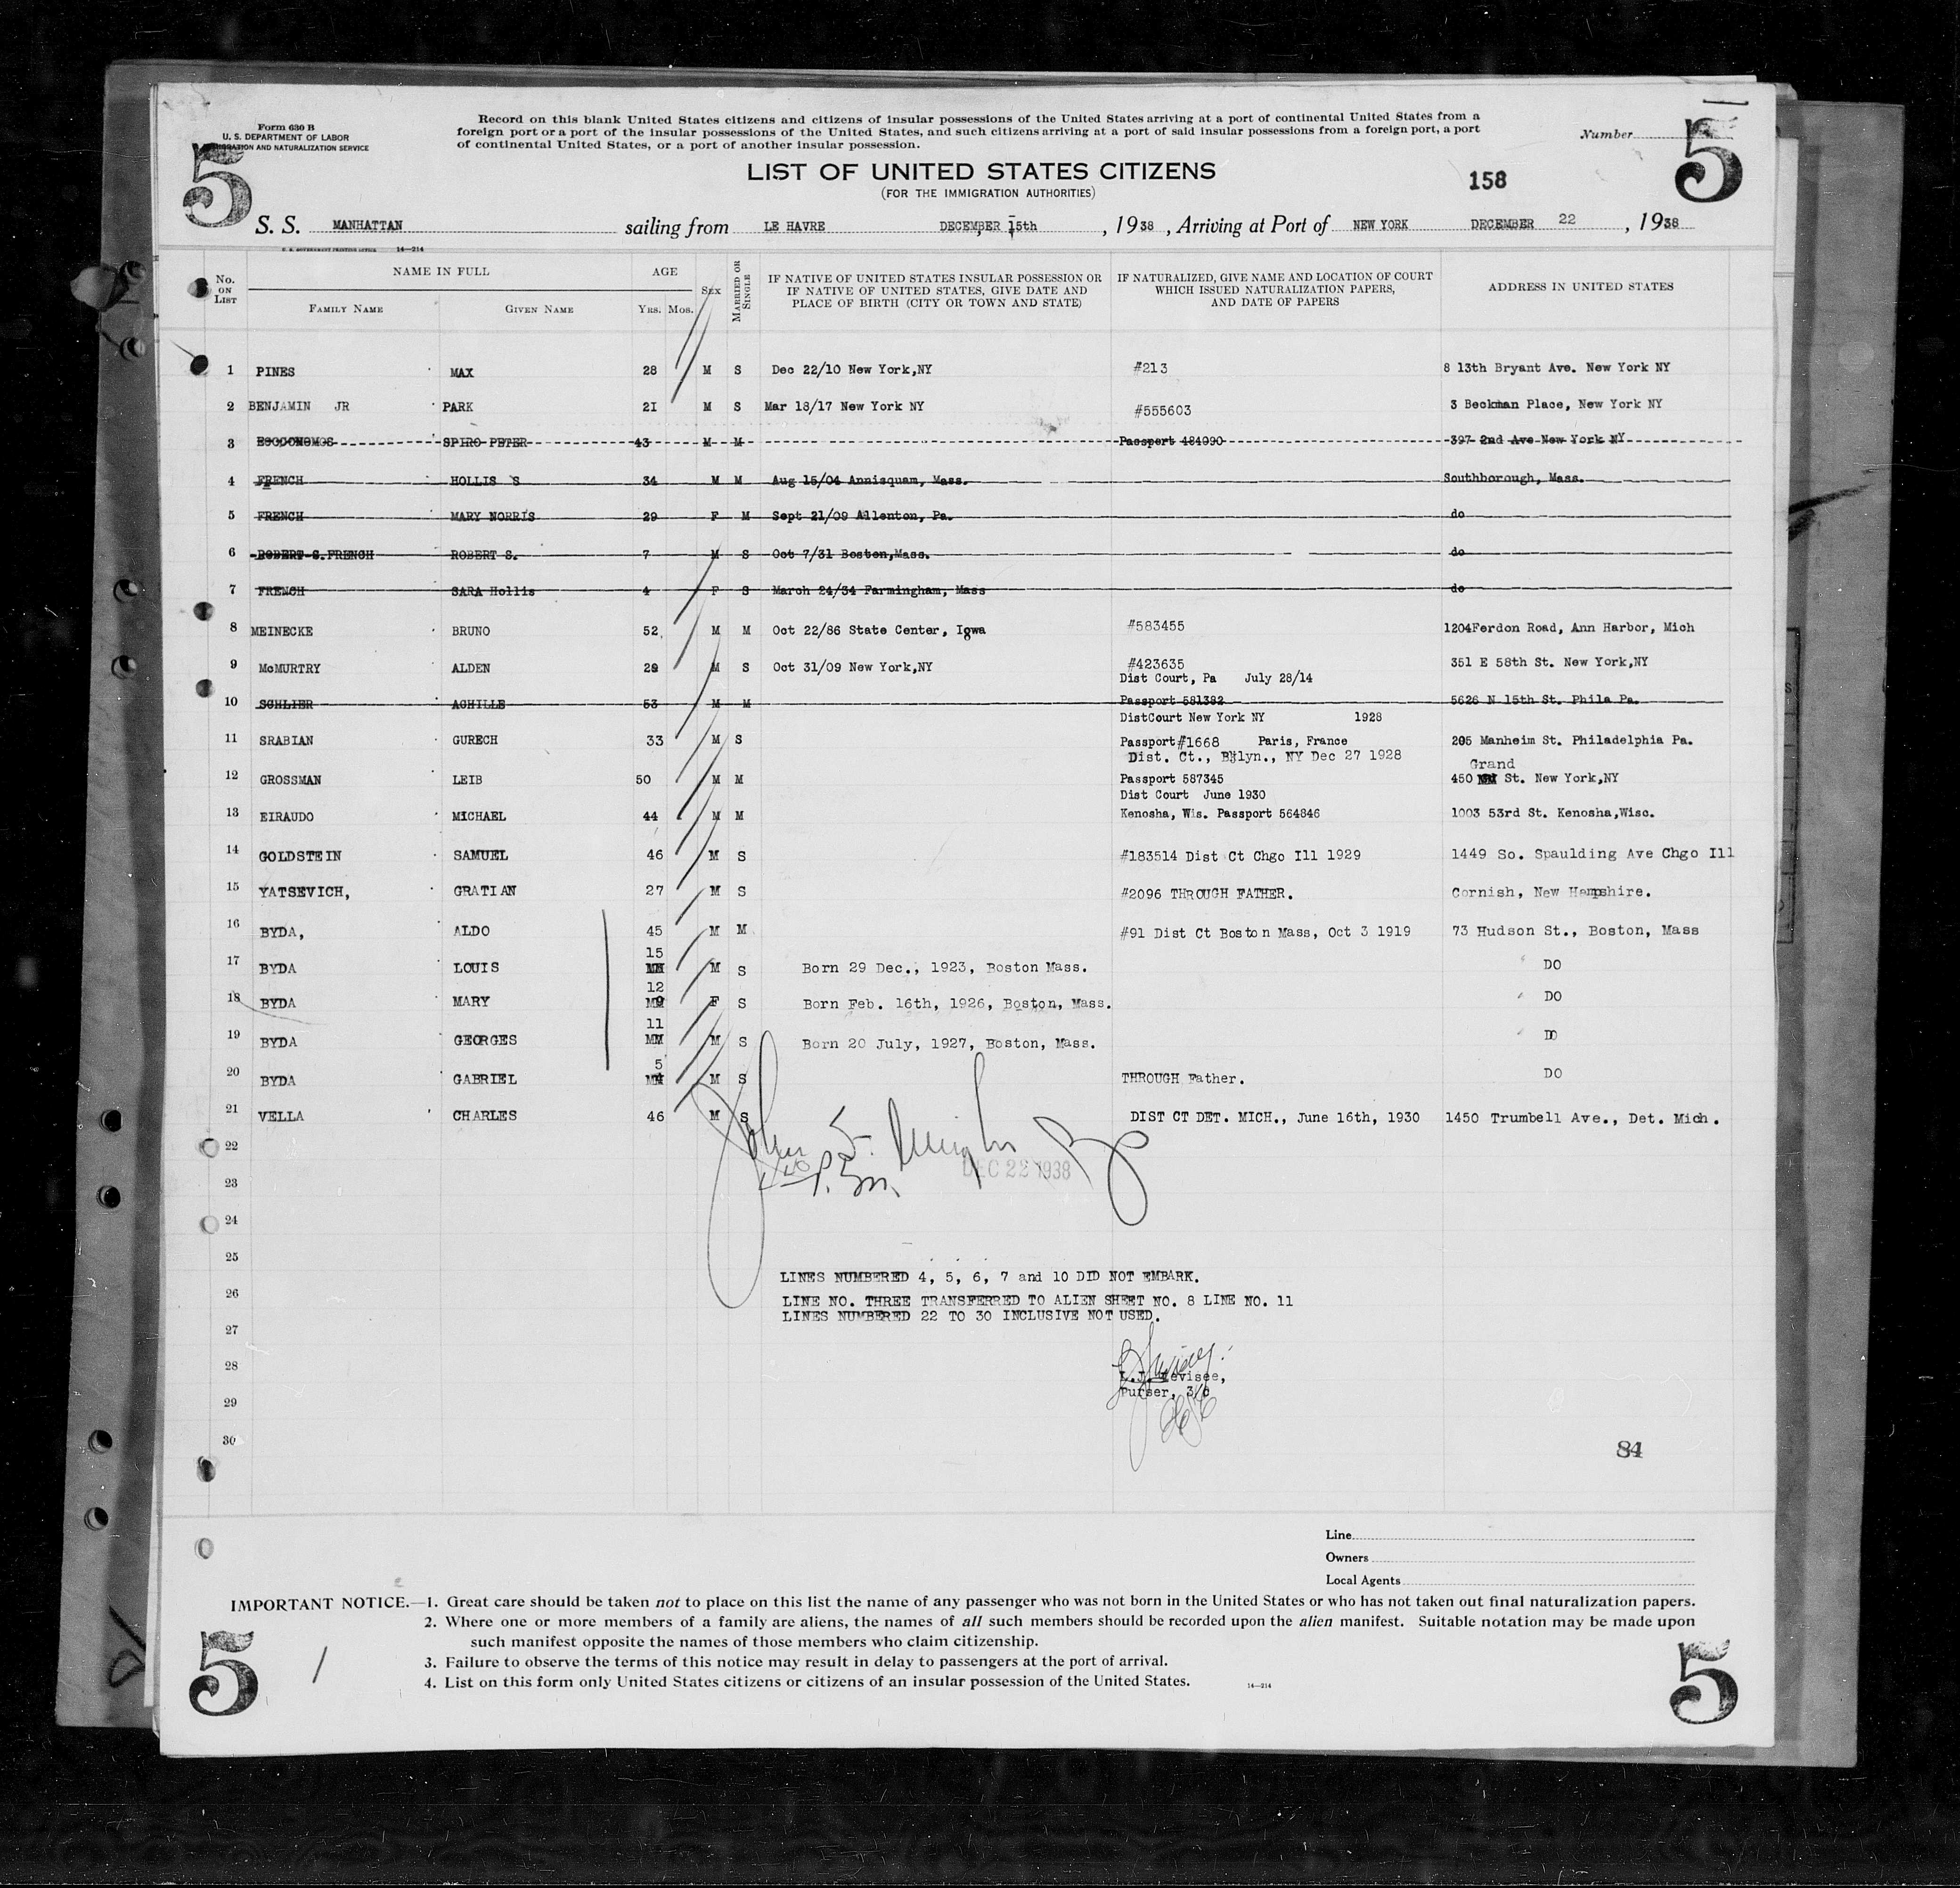 Form 630 B
U. S. DEPARTMENT OF LABOR
IMMIGRATION AND NATURALIZATION SERVICE
Record on this blank United States citizens and citizens of insular possessions of the United States arriving at a port of continental United States from a
foreign port or a port of the insular possessions of the United States, and such citizens arriving at a port of said insular possessions from a foreign port, a port
of continental United States, or a port of another insular possession.
Number
5 5
LIST OF UNITED STATES CITIZENS
(FOR THE IMMIGRATION AUTHORITIES)
158
S. S. MANHATTAN sailing from LE HAVRE DECEMBER 15th, 1938, Arriving at Port of NEW YORK DECEMBER 22, 1938
U. S. GOVERNMENT PRINTING OFFICE 14—214
No. ON LIST NAME IN FULL FAMILY NAME GIVEN NAME AGE YRS. MOS. SEX MARRIED OR SINGLE
IF NATIVE OF UNITED STATES INSULAR POSSESSION OR IF NATIVE OF UNITED STATES, GIVE DATE AND PLACE OF BIRTH (CITY OR TOWN AND STATE)
IF NATURALIZED, GIVE NAME AND LOCATION OF COURT WHICH ISSUED NATURALIZATION PAPERS, AND DATE OF PAPERS
ADDRESS IN UNITED STATES
1 PINES MAX 28 M S Dec 22/10 New York,NY #213 8 13th Bryant Ave. New York NY
2 BENJAMIN JR PARK 21 M S Mar 18/17 New York NY #555603 3 Beckman Place, New York NY
3 SPIRO PETER 43 M M Passport 484090 397 2nd Ave New York NY
4 FRENCH HOLLIS S 34 M M Aug 15/04 Annisquam, Mass. Southborough, Mass.
5 FRENCH MARY NORRIS 29 F M Sept 21/09 Allenton, Pa. do
6 ROBERT S.FRENCH ROBERT S. 7 M S Oct 7/31 Boston,Mass. do
7 FRENCH SARA Hollis 4 F S March 24/34 Farmingham, Mass do
8 MEINECKE BRUNO 52 M M Oct 22/86 State Center, Iowa #583455 1204Ferdon Road, Ann Harbor, Mich
9 McMURTRY ALDEN 29 M S Oct 31/09 New York,NY #423635 351 E 58th St. New York,NY
Dist Court, Pa July 28/14
10 SCHLIER ACHILLE 53 M M Passport 581382 5626 N 15th St. Phila Pa.
DistCourt New York NY 1928
11 SRABIAN GURECH 33 M S Passport#1668 Paris, France 205 Manheim St. Philadelphia Pa.
Dist. Ct., Bklyn., NY Dec 27 1928 Grand
12 GROSSMAN LEIB 50 M M Passport 587345 450 St. New York,NY
Dist Court June 1930
13 EIRAUDO MICHAEL 44 M M Kenosha, Wis. Passport 564846 1003 53rd St. Kenosha,Wisc.
14 GOLDSTEIN SAMUEL 46 M S #183514 Dist Ct Chgo Ill 1929 1449 So. Spaulding Ave Chgo Ill
15 YATSEVICH, GRATIAN 27 M S #2096 THROUGH FATHER. Cornish, New Hampshire.
16 BYDA, ALDO 45 M M #91 Dist Ct Boston Mass, Oct 3 1919 73 Hudson St., Boston, Mass
17 BYDA LOUIS 15 M S Born 29 Dec., 1923, Boston Mass. DO
18 BYDA MARY 12 F S Born Feb. 16th, 1926, Boston, Mass. DO
19 BYDA GEORGES 11 M S Born 20 July, 1927, Boston, Mass. DO
20 BYDA GABRIEL 5 M S THROUGH Father. DO
21 VELLA CHARLES 46 M S DIST CT DET. MICH., June 16th, 1930 1450 Trumbell Ave., Det. Mich.
22
DEC 22 1938
23
24
25
LINES NUMBERED 4, 5, 6, 7 and 10 DID NOT EMBARK.
26
LINE NO. THREE TRANSFERRED TO ALIEN SHEET NO. 8 LINE NO. 11
LINES NUMBERED 22 TO 30 INCLUSIVE NOT USED.
27
28
L.J. Levisee,
Purser, 3/c
29
30
84
Line
Owners
Local Agents
IMPORTANT NOTICE.—1. Great care should be taken not to place on this list the name of any passenger who was not born in the United States or who has not taken out final naturalization papers.
2. Where one or more members of a family are aliens, the names of all such members should be recorded upon the alien manifest. Suitable notation may be made upon
such manifest opposite the names of those members who claim citizenship.
3. Failure to observe the terms of this notice may result in delay to passengers at the port of arrival.
4. List on this form only United States citizens or citizens of an insular possession of the United States.
14—214
5 5